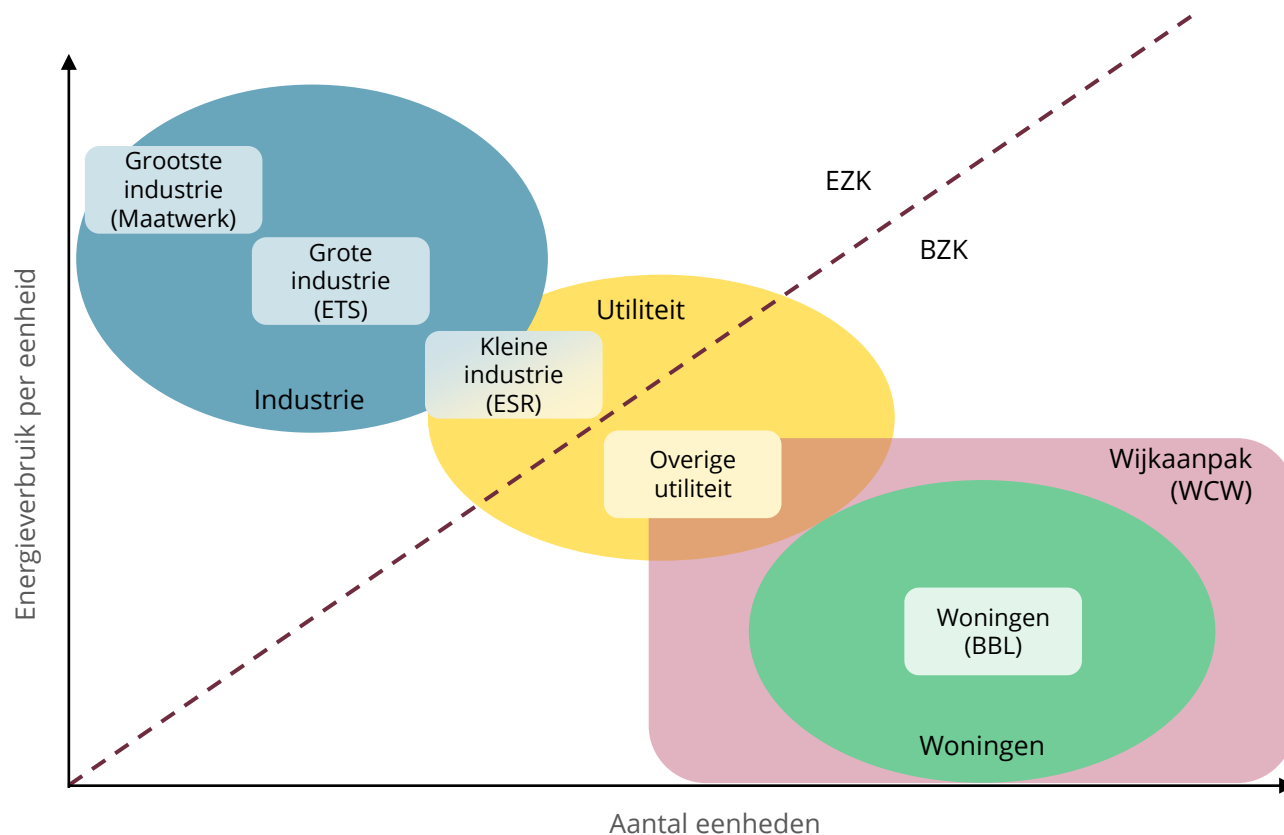 Grootste
industrie
(Maatwerk)
EZK
Grote
industrie
(ETS)
BZK
Utiliteit
Kleine
industrie
(ESR)
Industrie
Overige
utiliteit
Wijkaanpak
(WCW)
Woningen
(BBL)
Woningen
Energieverbruik per eenheid
Aantal eenheden